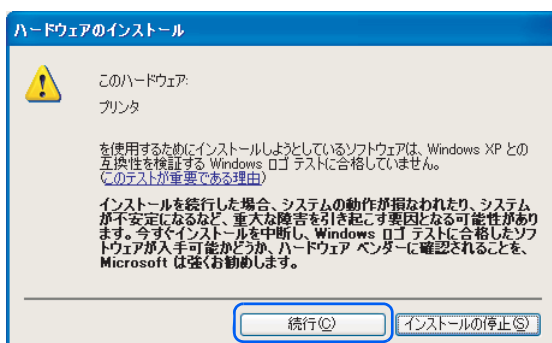 ハードウェアのインストール
このハードウェア:
プリンタ
を使用するためにインストールしようとしているソフトウェアは、Windows XP との
互換性を検証する Windows ロゴ テストに合格していません。
(このテストが重要である理由)
インストールを続行した場合、システムの動作が損なわれたり、システム
が不安定になるなど、重大な障害を引き起こす要因となる可能性があり
ます。今すぐインストールを中断し、Windows ロゴ テストに合格したソフ
トウェアが入手可能かどうか、ハードウェア ベンダーに確認されることを、
Microsoft は強くお勧めします。
続行(C)
インストールの停止(S)